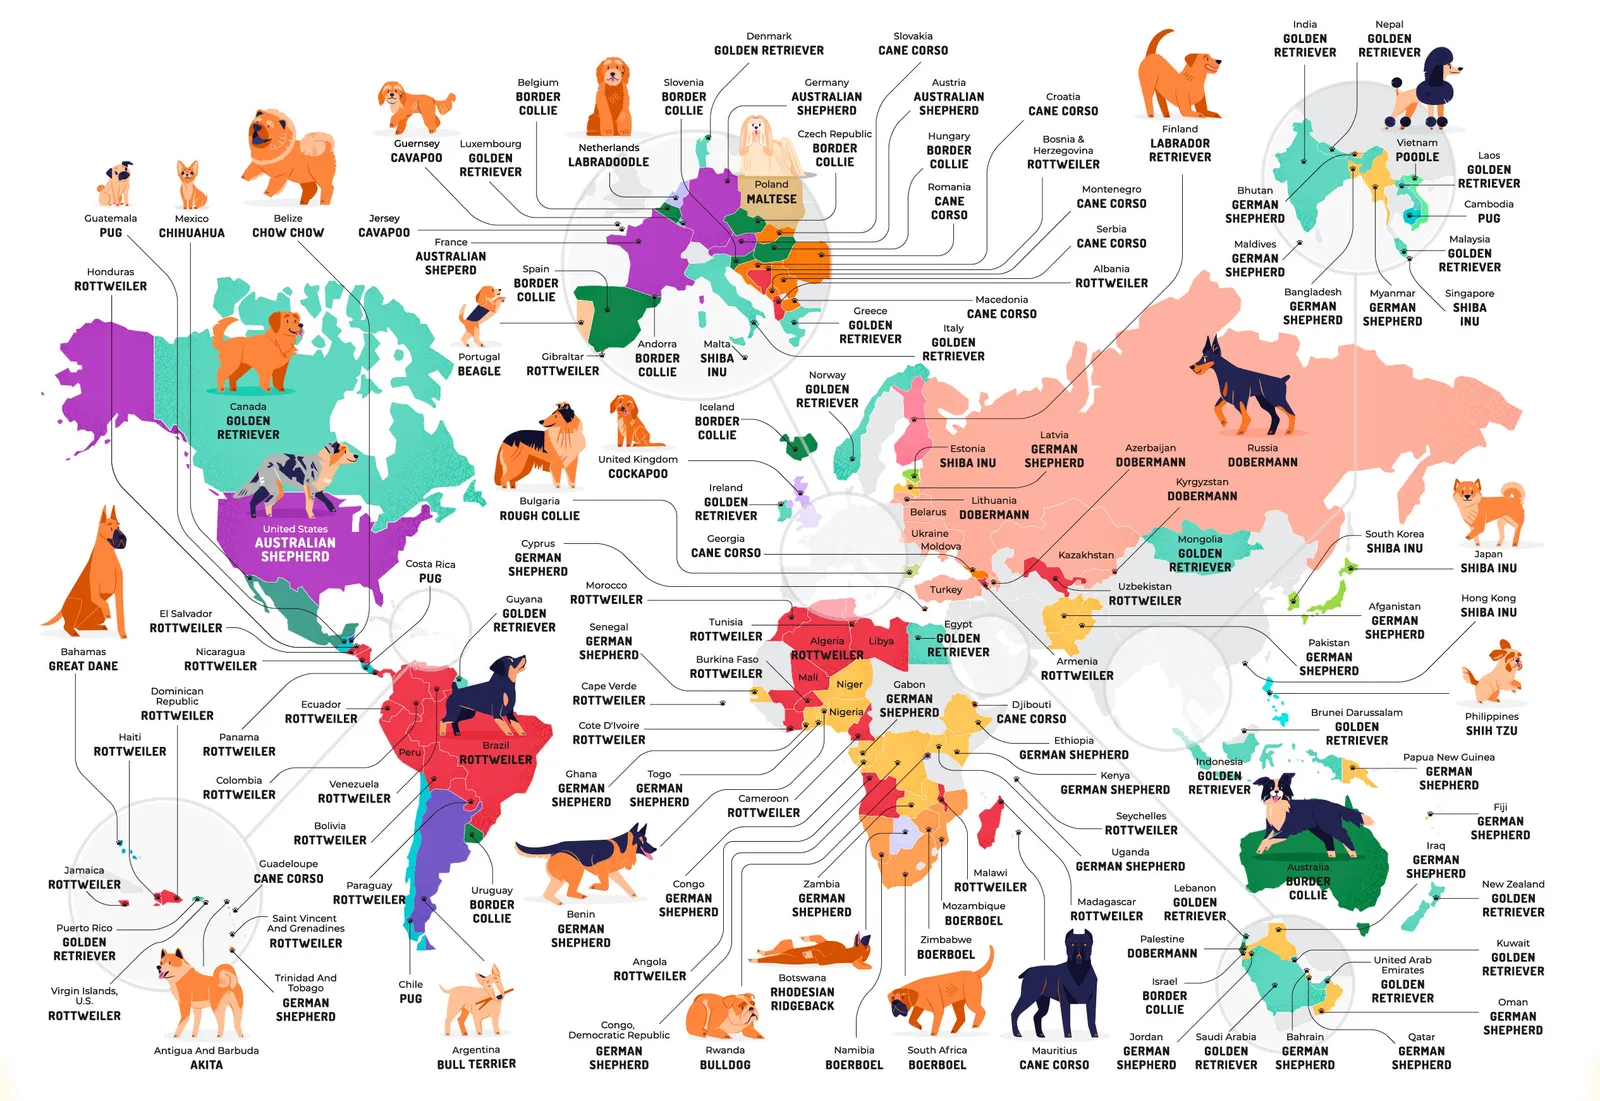 Denmark
GOLDEN RETRIEVER
Slovakia
CANE CORSO
India
GOLDEN
RETRIEVER
Nepal
GOLDEN
RETRIEVER
Belgium
BORDER
COLLIE
Slovenia
BORDER
COLLIE
Germany
AUSTRALIAN
SHEPHERD
Austria
AUSTRALIAN
SHEPHERD
Croatia
CANE CORSO
Finland
LABRADOR
RETRIEVER
Guernsey
CAVAPOO
Luxembourg
GOLDEN
RETRIEVER
Netherlands
LABRADOODLE
Czech Republic
BORDER
COLLIE
Hungary
BORDER
COLLIE
Bosnia &
Herzegovina
ROTTWEILER
Vietnam
POODLE
Laos
GOLDEN
RETRIEVER
Poland
MALTESE
Romania
CANE
CORSO
Montenegro
CANE CORSO
Bhutan
GERMAN
SHEPHERD
Cambodia
PUG
Guatemala
PUG
Mexico
CHIHUAHUA
Belize
CHOW CHOW
Jersey
CAVAPOO
Serbia
CANE CORSO
France
AUSTRALIAN
SHEPERD
Maldives
GERMAN
SHEPHERD
Malaysia
GOLDEN
RETRIEVER
Honduras
ROTTWEILER
Spain
BORDER
COLLIE
Albania
ROTTWEILER
Bangladesh
GERMAN
SHEPHERD
Myanmar
GERMAN
SHEPHERD
Singapore
SHIBA
INU
Macedonia
CANE CORSO
Greece
GOLDEN
RETRIEVER
Italy
GOLDEN
RETRIEVER
Portugal
BEAGLE
Gibraltar
ROTTWEILER
Andorra
BORDER
COLLIE
Malta
SHIBA
INU
Norway
GOLDEN
RETRIEVER
Canada
GOLDEN
RETRIEVER
Iceland
BORDER
COLLIE
Estonia
SHIBA INU
Latvia
GERMAN
SHEPHERD
Azerbaijan
DOBERMANN
Russia
DOBERMANN
United Kingdom
COCKAPOO
Kyrgyzstan
DOBERMANN
Ireland
GOLDEN
RETRIEVER
Bulgaria
ROUGH COLLIE
Lithuania
DOBERMANN
Belarus
United States
AUSTRALIAN
SHEPHERD
Georgia
CANE CORSO
Ukraine
Moldova
Kazakhstan
Mongolia
GOLDEN
RETRIEVER
South Korea
SHIBA INU
Japan
SHIBA INU
Cyprus
GERMAN
SHEPHERD
Costa Rica
PUG
Morocco
ROTTWEILER
Turkey
Uzbekistan
ROTTWEILER
Hong Kong
SHIBA INU
Guyana
GOLDEN
RETRIEVER
El Salvador
ROTTWEILER
Afganistan
GERMAN
SHEPHERD
Senegal
GERMAN
SHEPHERD
Tunisia
ROTTWEILER
Algeria
ROTTWEILER
Libya
Egypt
GOLDEN
RETRIEVER
Pakistan
GERMAN
SHEPHERD
Bahamas
GREAT DANE
Nicaragua
ROTTWEILER
Burkina Faso
ROTTWEILER
Armenia
ROTTWEILER
Mali
Niger
Gabon
GERMAN
SHEPHERD
Cape Verde
ROTTWEILER
Dominican
Republic
ROTTWEILER
Ecuador
ROTTWEILER
Nigeria
Djibouti
CANE CORSO
Brunei Darussalam
GOLDEN
RETRIEVER
Philippines
SHIH TZU
Cote D'Ivoire
ROTTWEILER
Haiti
ROTTWEILER
Panama
ROTTWEILER
Peru
Brazil
ROTTWEILER
Ethiopia
GERMAN SHEPHERD
Indonesia
GOLDEN
RETRIEVER
Papua New Guinea
GERMAN
SHEPHERD
Colombia
ROTTWEILER
Venezuela
ROTTWEILER
Ghana
GERMAN
SHEPHERD
Togo
GERMAN
SHEPHERD
Cameroon
ROTTWEILER
Kenya
GERMAN SHEPHERD
Fiji
GERMAN
SHEPHERD
Bolivia
ROTTWEILER
Seychelles
ROTTWEILER
Iraq
GERMAN
SHEPHERD
Uganda
GERMAN SHEPHERD
Australia
BORDER
COLLIE
Jamaica
ROTTWEILER
Guadeloupe
CANE CORSO
Paraguay
ROTTWEILER
Uruguay
BORDER
COLLIE
Congo
GERMAN
SHEPHERD
Zambia
GERMAN
SHEPHERD
Malawi
ROTTWEILER
Lebanon
GOLDEN
RETRIEVER
New Zealand
GOLDEN
RETRIEVER
Mozambique
BOERBOEL
Madagascar
ROTTWEILER
Benin
GERMAN
SHEPHERD
Puerto Rico
GOLDEN
RETRIEVER
Saint Vincent
And Grenadines
ROTTWEILER
Zimbabwe
BOERBOEL
Palestine
DOBERMANN
Kuwait
GOLDEN
RETRIEVER
Angola
ROTTWEILER
United Arab
Emirates
GOLDEN
RETRIEVER
Trinidad And
Tobago
GERMAN
SHEPHERD
Chile
PUG
Botswana
RHODESIAN
RIDGEBACK
Israel
BORDER
COLLIE
Virgin Islands,
U.S.
ROTTWEILER
Oman
GERMAN
SHEPHERD
Antigua And Barbuda
AKITA
Argentina
BULL TERRIER
Congo,
Democratic Republic
GERMAN
SHEPHERD
Rwanda
BULLDOG
Namibia
BOERBOEL
South Africa
BOERBOEL
Mauritius
CANE CORSO
Jordan
GERMAN
SHEPHERD
Saudi Arabia
GOLDEN
RETRIEVER
Bahrain
GERMAN
SHEPHERD
Qatar
GERMAN
SHEPHERD